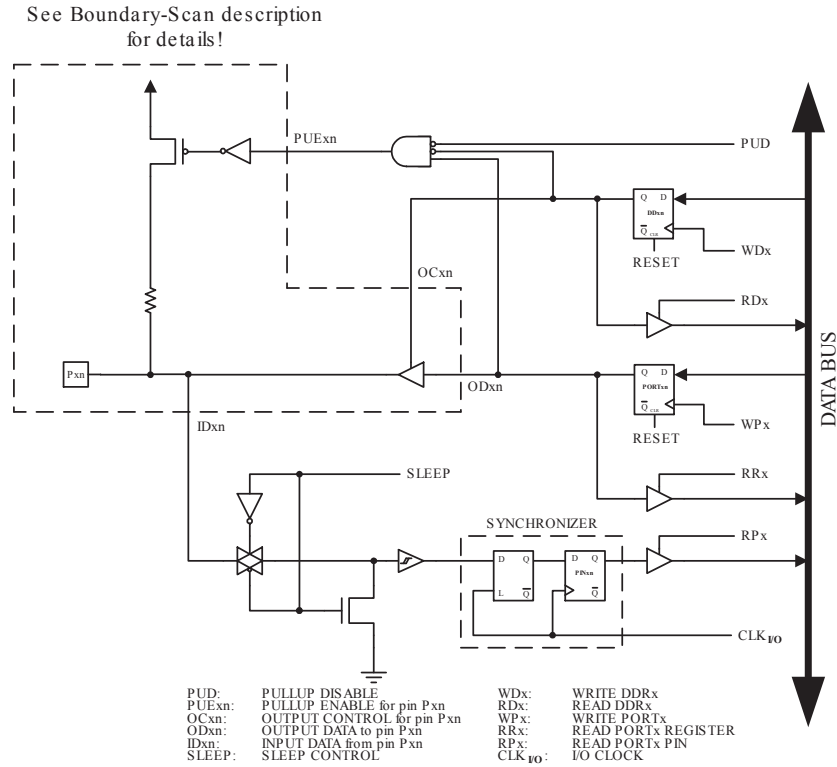 See Boundary-Scan description
for details!
PUExn
PUD
Q D
DDxn
Q CLR
WDx
RESET
OCxn
RDx
Pxn
ODxn
Q D
PORTxn
Q CLR
WPx
RESET
IDxn
DATA BUS
SLEEP
RRx
SYNCHRONIZER
RPx
D Q
L Q
D Q
PINxn
Q
CLK I/O
PUD: PULLUP DISABLE
PUExn: PULLUP ENABLE for pin Pxn
OCxn: OUTPUT CONTROL for pin Pxn
ODxn: OUTPUT DATA to pin Pxn
IDxn: INPUT DATA from pin Pxn
SLEEP: SLEEP CONTROL
WDx: WRITE DDRx
RDx: READ DDRx
WPx: WRITE PORTx
RRx: READ PORTx REGISTER
RPx: READ PORTx PIN
CLK I/O: I/O CLOCK